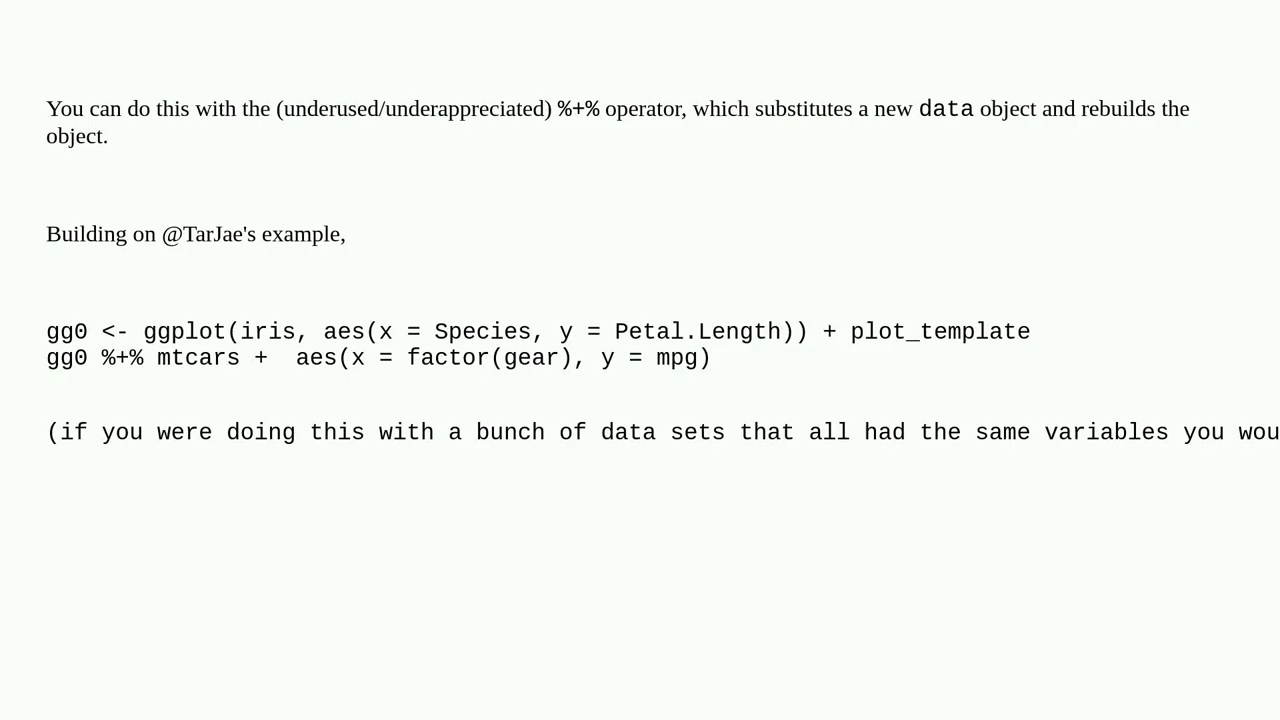 You can do this with the (underused/underappreciated) %+% operator, which substitutes a new data object and rebuilds the
object.
Building on @TarJae's example,
gg0 <- ggplot(iris, aes(x = Species, y = Petal.Length)) + plot_template
gg0 %+% mtcars +  aes(x = factor(gear), y = mpg)
(if you were doing this with a bunch of data sets that all had the same variables you